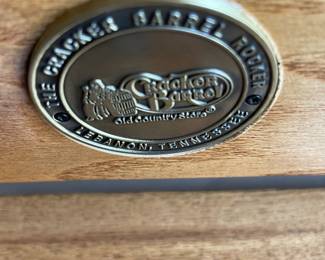 THE CRACKER BARREL ROCKER
Cracker
Barrel
Old Country Store®
LEBANON, TENNESSEE